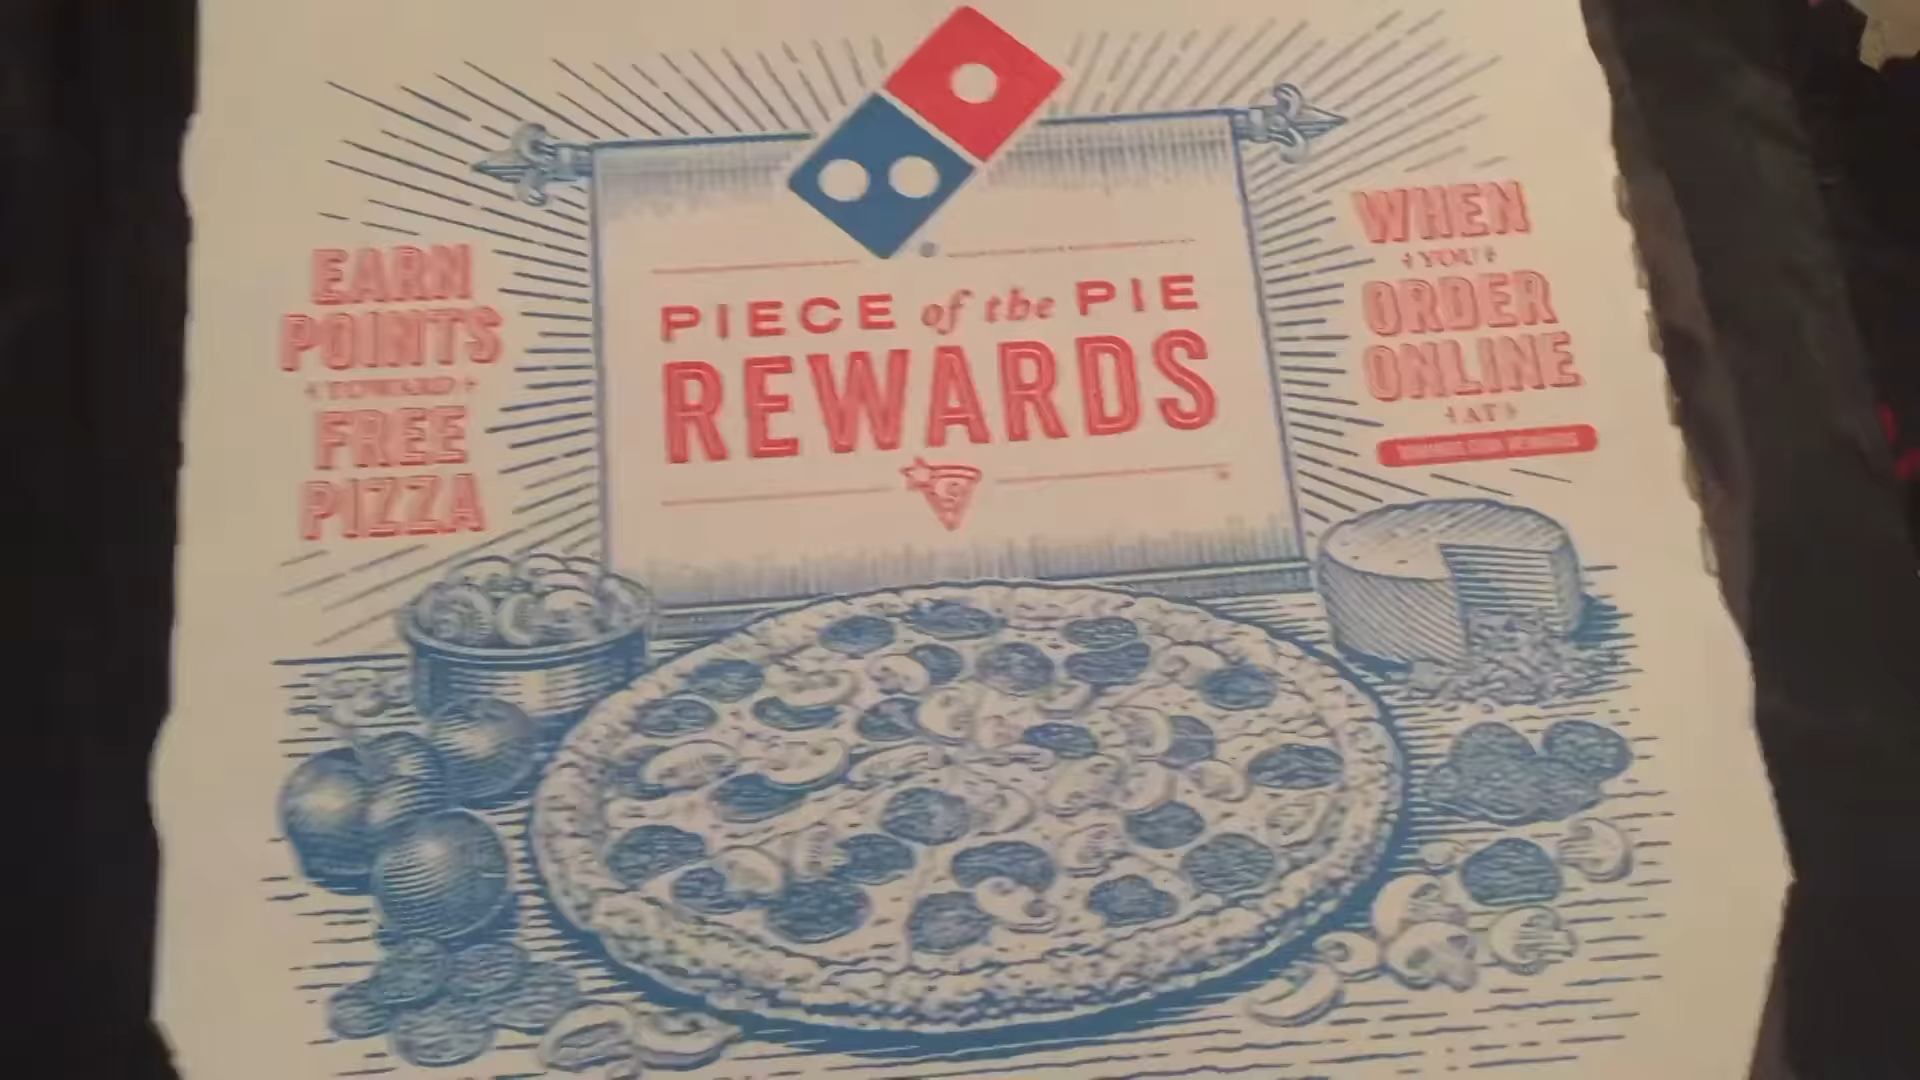 PIECE of the PIE
REWARDS
EARN
POINTS
TOWARD
FREE
PIZZA
WHEN
YOU
ORDER
ONLINE
AT